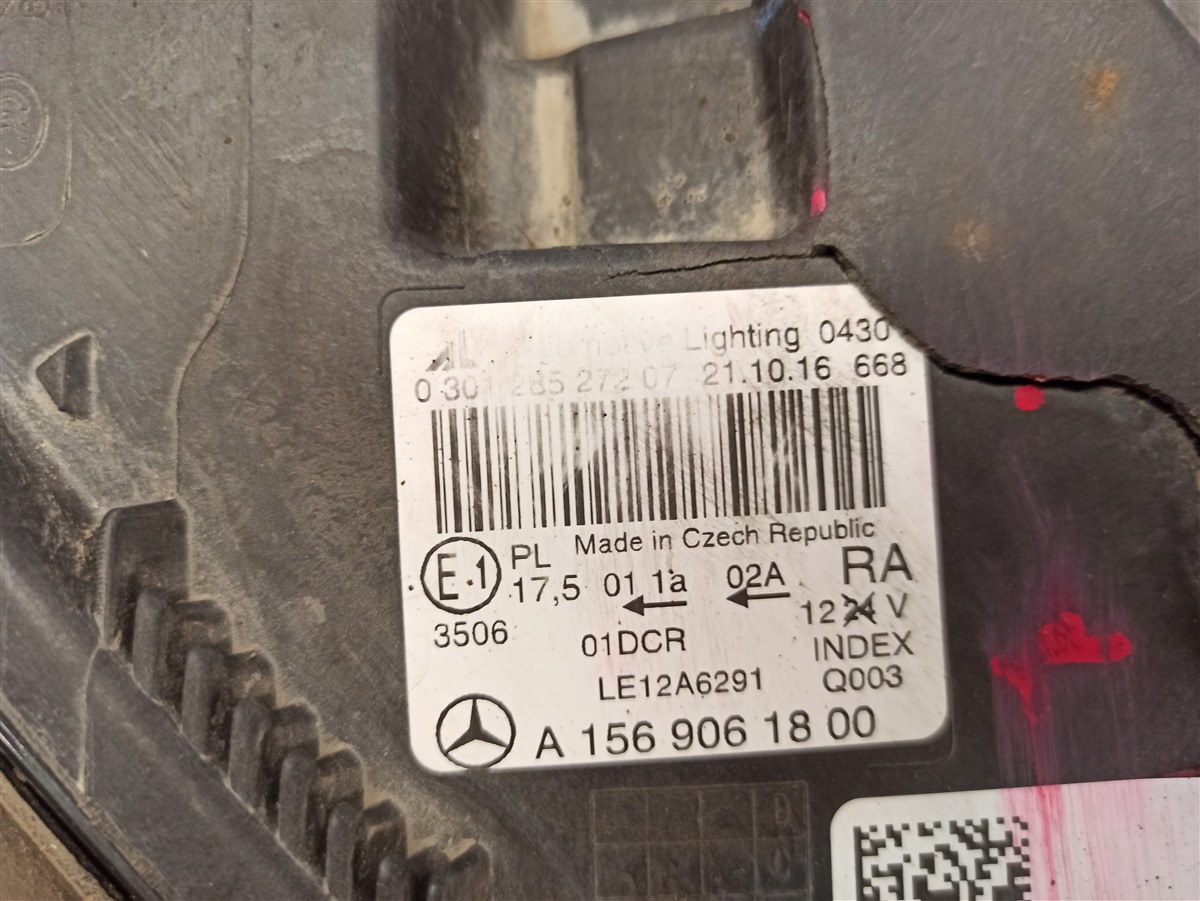 Lighting 0430
0 301 285 272 07 21.10.16 668
Made in Czech Republic
E1 PL 17,5 01 1a 02A RA
12 24 V
3506 01DCR INDEX
LE12A6291 Q003
A 156 906 18 00